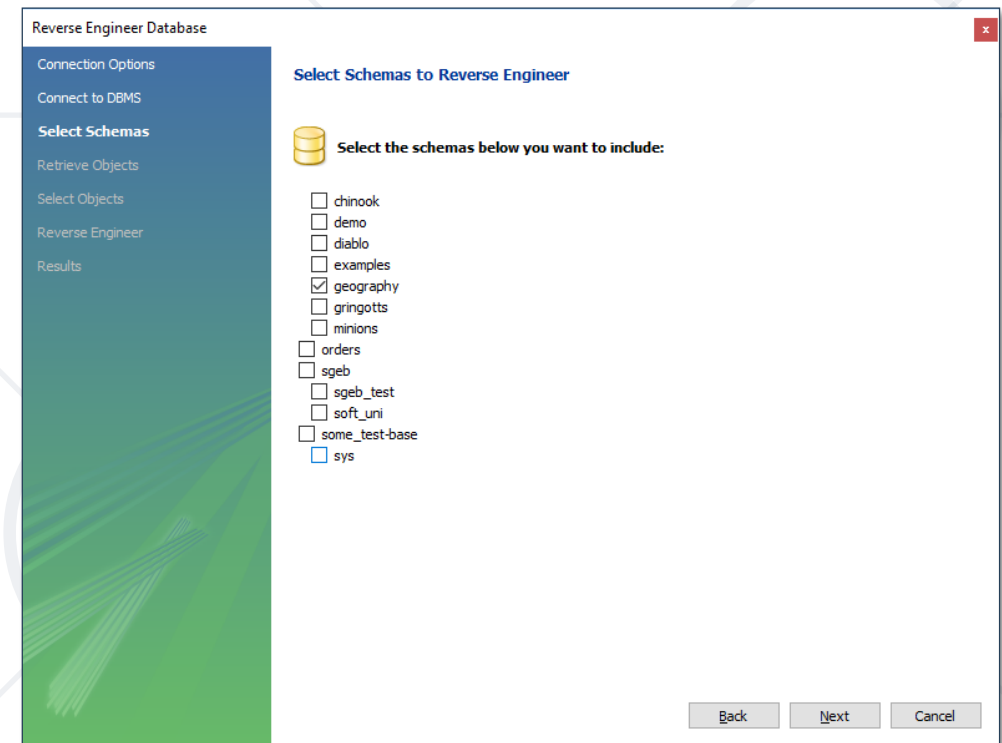 Reverse Engineer Database
x
Connection Options
Connect to DBMS
Select Schemas
Retrieve Objects
Select Objects
Reverse Engineer
Results
Select Schemas to Reverse Engineer
Select the schemas below you want to include:
chinook
demo
diablo
examples
geography
gringotts
minions
orders
sgeb
sgeb_test
soft_uni
some_test-base
sys
Back Next Cancel